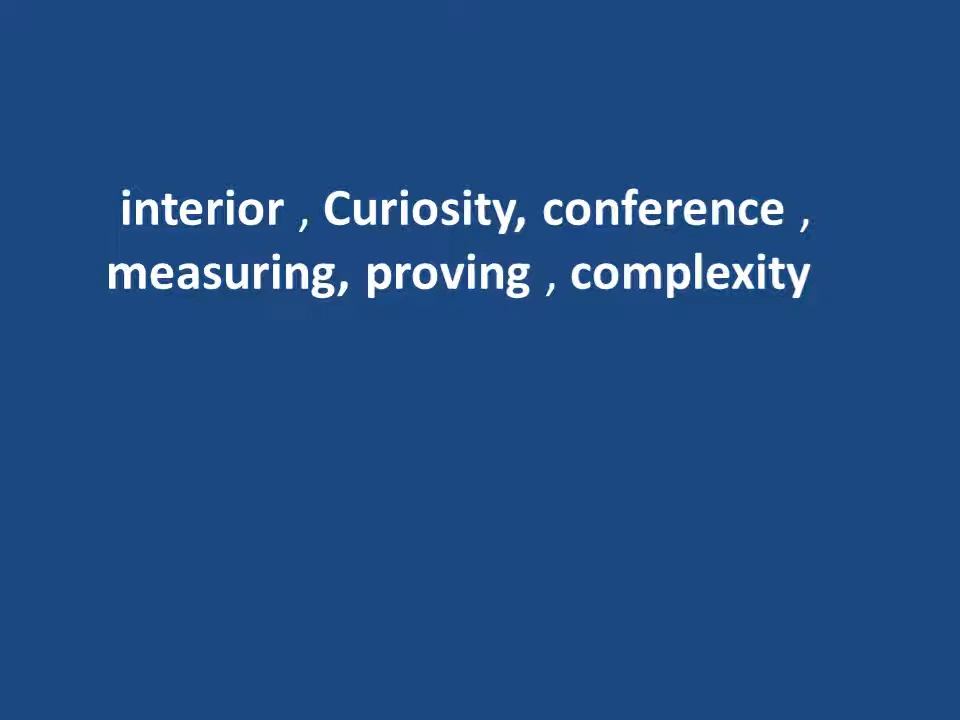 interior , Curiosity, conference ,
measuring, proving , complexity